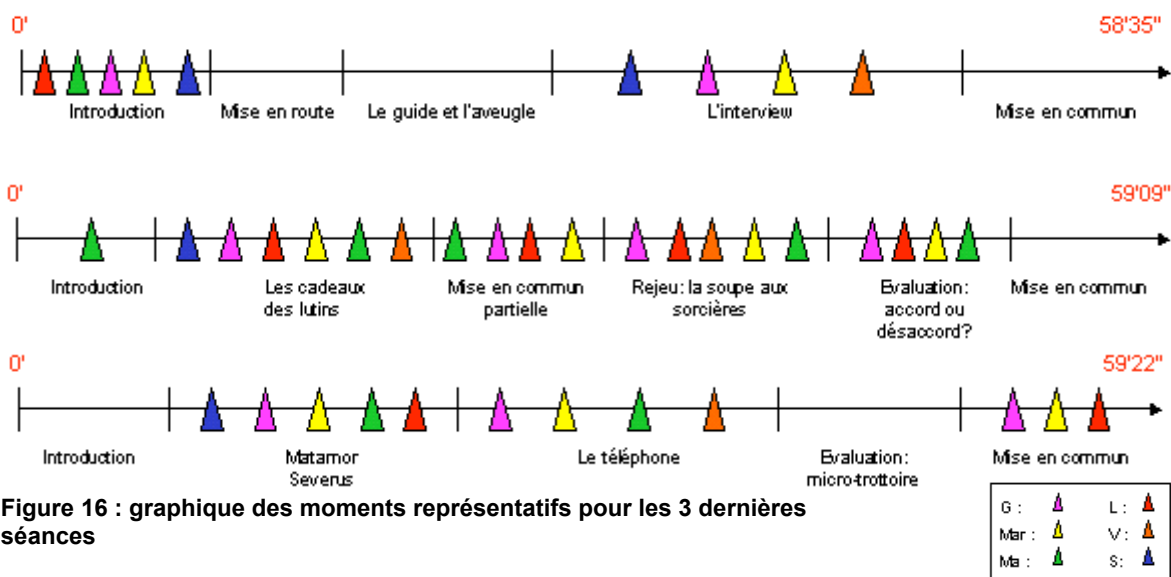 0' 58'35"
Introduction Mise en route Le guide et l'aveugle L'interview Mise en commun
0' 59'09"
Introduction Les cadeaux Mise en commun Rejeu: la soupe aux Evaluation: Mise en commun
des lutins partielle sorcières accord ou
désaccord?
0' 59'22"
Introduction Matamor Le téléphone Evaluation: Mise en commun
Severus micro-trottoire
Figure 16 : graphique des moments représentatifs pour les 3 dernières
séances
G : L :
Mar : V :
Ma : S: